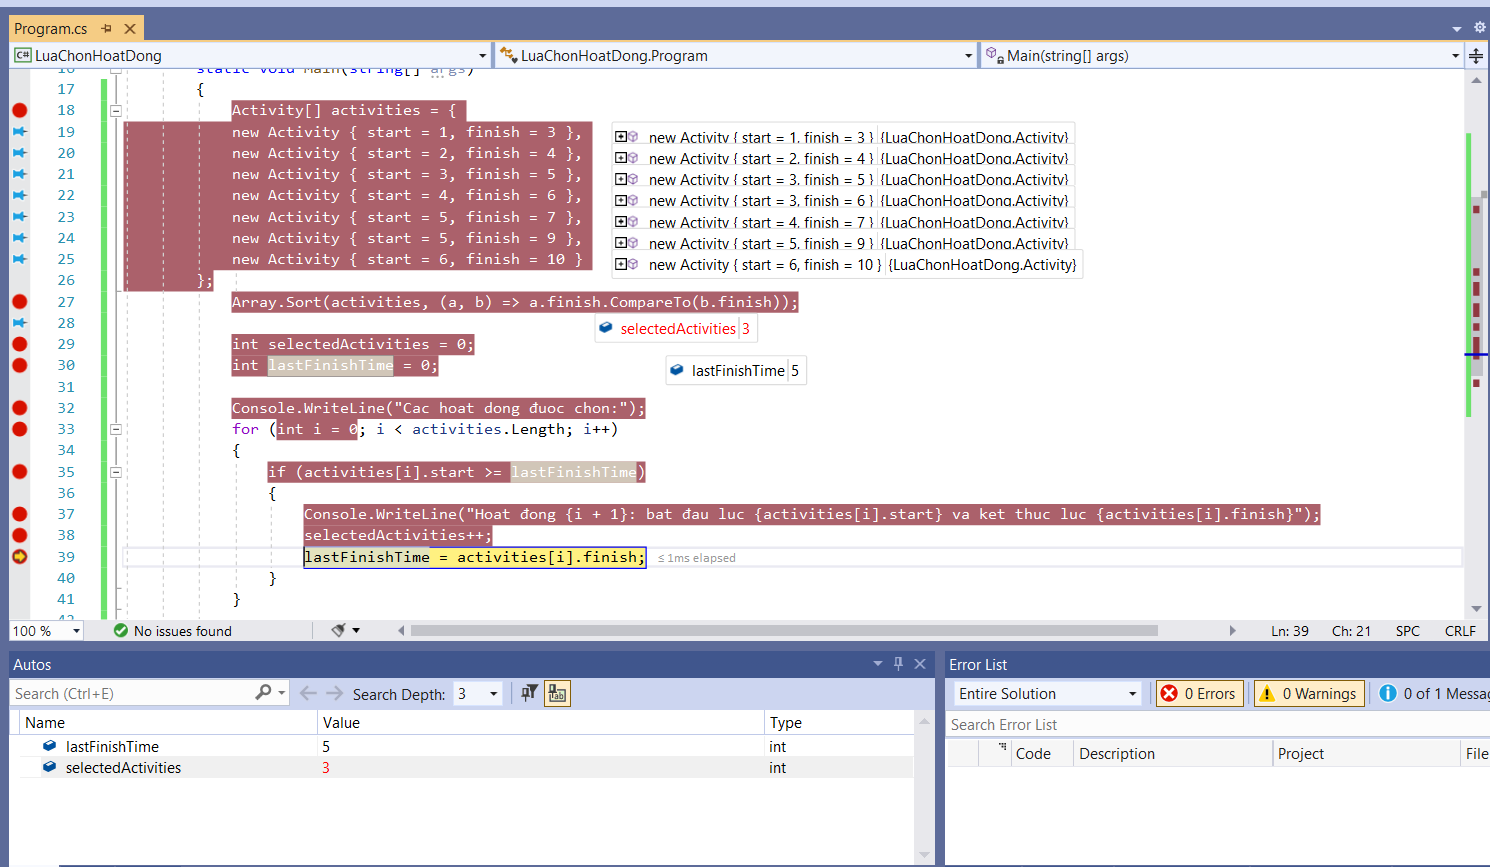 Program.cs
LuaChonHoatDong LuaChonHoatDong.Program Main(string[] args)
16 static void Main(string[] args)
17 {
18 Activity[] activities = {
19 new Activity { start = 1, finish = 3 }, new Activity { start = 1, finish = 3 } {LuaChonHoatDong.Activity}
20 new Activity { start = 2, finish = 4 }, new Activity { start = 2, finish = 4 } {LuaChonHoatDong.Activity}
21 new Activity { start = 3, finish = 5 }, new Activity { start = 3, finish = 5 } {LuaChonHoatDong.Activity}
22 new Activity { start = 4, finish = 6 }, new Activity { start = 3, finish = 6 } {LuaChonHoatDong.Activity}
23 new Activity { start = 5, finish = 7 }, new Activity { start = 4, finish = 7 } {LuaChonHoatDong.Activity}
24 new Activity { start = 5, finish = 9 }, new Activity { start = 5, finish = 9 } {LuaChonHoatDong.Activity}
25 new Activity { start = 6, finish = 10 } new Activity { start = 6, finish = 10 } {LuaChonHoatDong.Activity}
26 };
27 Array.Sort(activities, (a, b) => a.finish.CompareTo(b.finish));
28 selectedActivities 3
29 int selectedActivities = 0;
30 int lastFinishTime = 0; lastFinishTime 5
31
32 Console.WriteLine("Cac hoat dong đuoc chon:");
33 for (int i = 0; i < activities.Length; i++)
34 {
35 if (activities[i].start >= lastFinishTime)
36 {
37 Console.WriteLine("Hoat đong {i + 1}: bat đau luc {activities[i].start} va ket thuc luc {activities[i].finish}");
38 selectedActivities++;
39 lastFinishTime = activities[i].finish; ≤ 1ms elapsed
40 }
41 }
42
100 % No issues found Ln: 39 Ch: 21 SPC CRLF
Autos
Search (Ctrl+E) Search Depth: 3
Name Value Type
lastFinishTime 5 int
selectedActivities 3 int
Error List
Entire Solution 0 Errors 0 Warnings 0 of 1 Messag
Search Error List
Code Description Project File